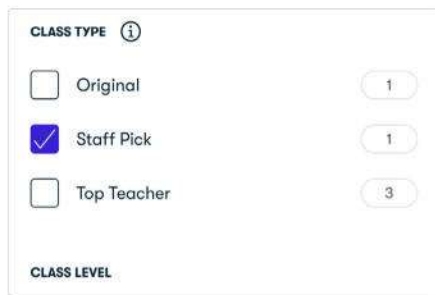 CLASS TYPE
Original 1
Staff Pick 1
Top Teacher 3
CLASS LEVEL